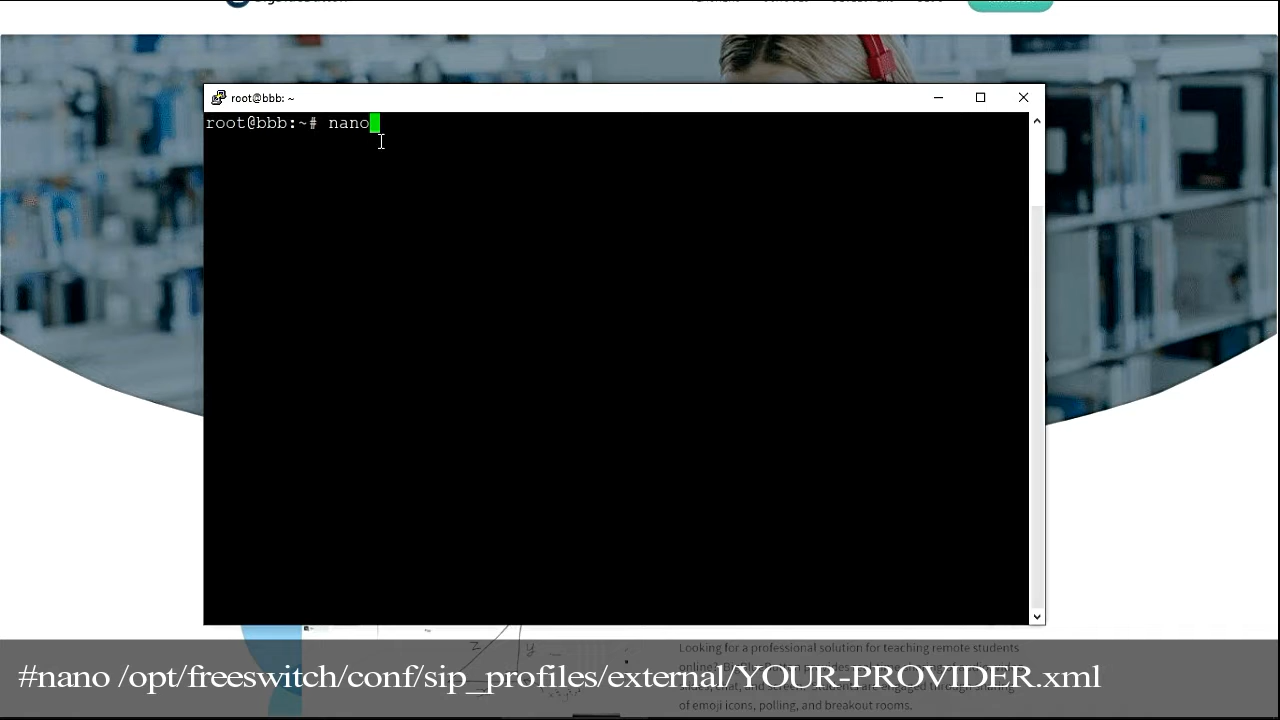 root@bbb: ~
root@bbb:~# nano
Looking for a professional solution for teaching remote students
of emoji icons, polling, and breakout rooms.
#nano /opt/freeswitch/conf/sip_profiles/external/YOUR-PROVIDER.xml